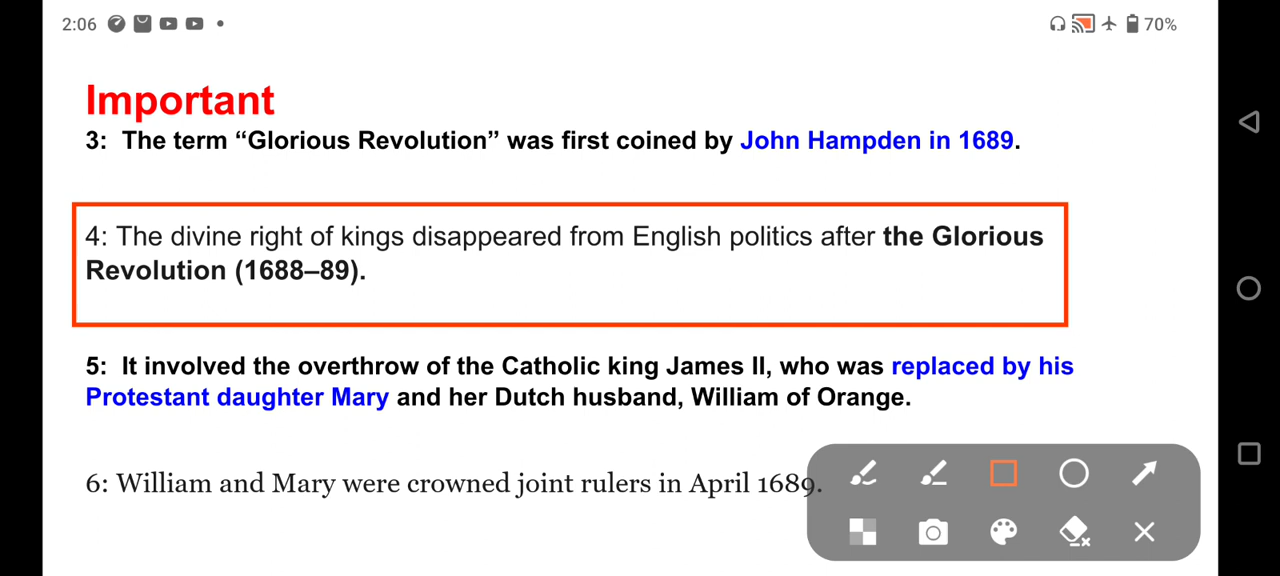 2:06
70%
Important
3: The term “Glorious Revolution” was first coined by John Hampden in 1689.
4: The divine right of kings disappeared from English politics after the Glorious
Revolution (1688–89).
5: It involved the overthrow of the Catholic king James II, who was replaced by his
Protestant daughter Mary and her Dutch husband, William of Orange.
6: William and Mary were crowned joint rulers in April 1689.